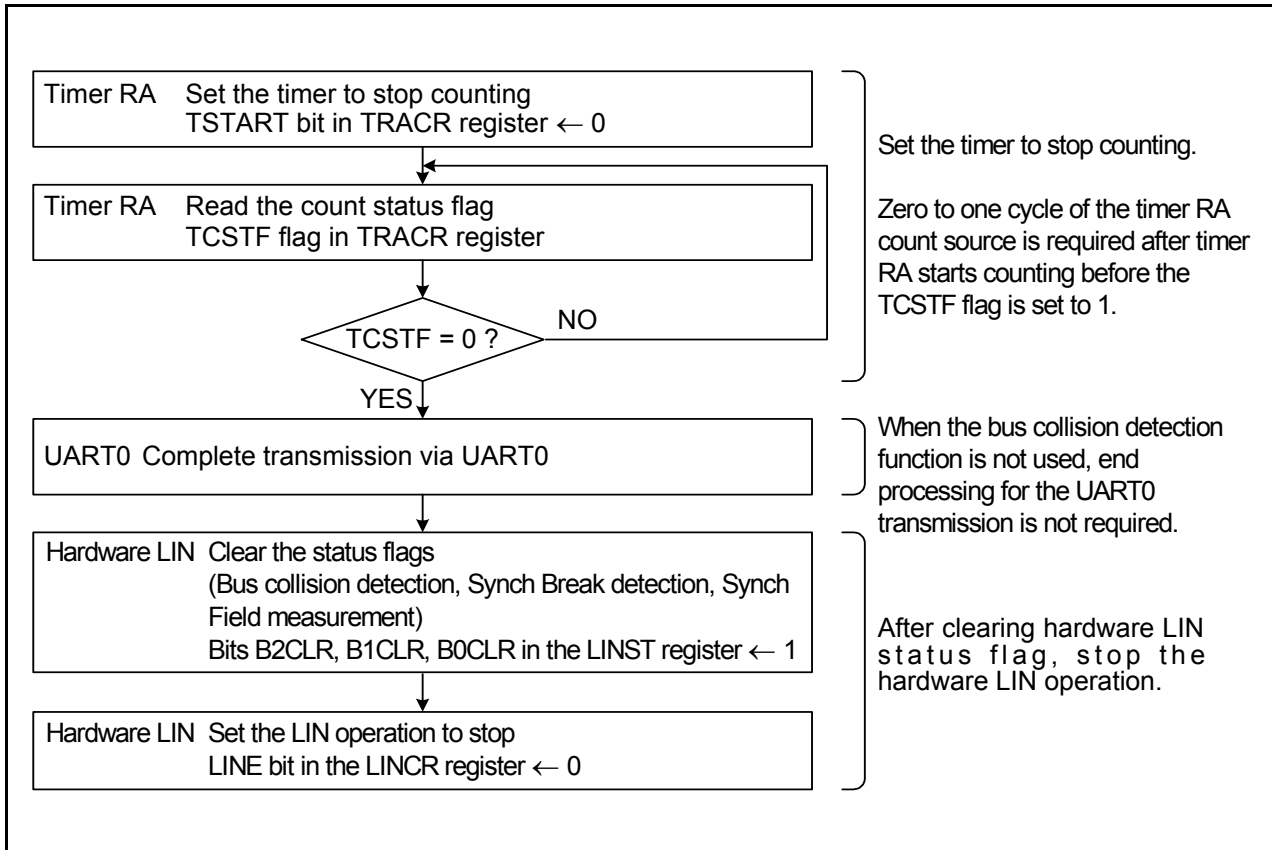 Timer RA Set the timer to stop counting
TSTART bit in TRACR register ← 0
Set the timer to stop counting.
Timer RA Read the count status flag
TCSTF flag in TRACR register
Zero to one cycle of the timer RA
count source is required after timer
RA starts counting before the
TCSTF flag is set to 1.
TCSTF = 0 ?
NO
YES
UART0 Complete transmission via UART0
When the bus collision detection
function is not used, end
processing for the UART0
transmission is not required.
Hardware LIN Clear the status flags
(Bus collision detection, Synch Break detection, Synch
Field measurement)
Bits B2CLR, B1CLR, B0CLR in the LINST register ← 1
After clearing hardware LIN
status flag, stop the
hardware LIN operation.
Hardware LIN Set the LIN operation to stop
LINE bit in the LINCR register ← 0